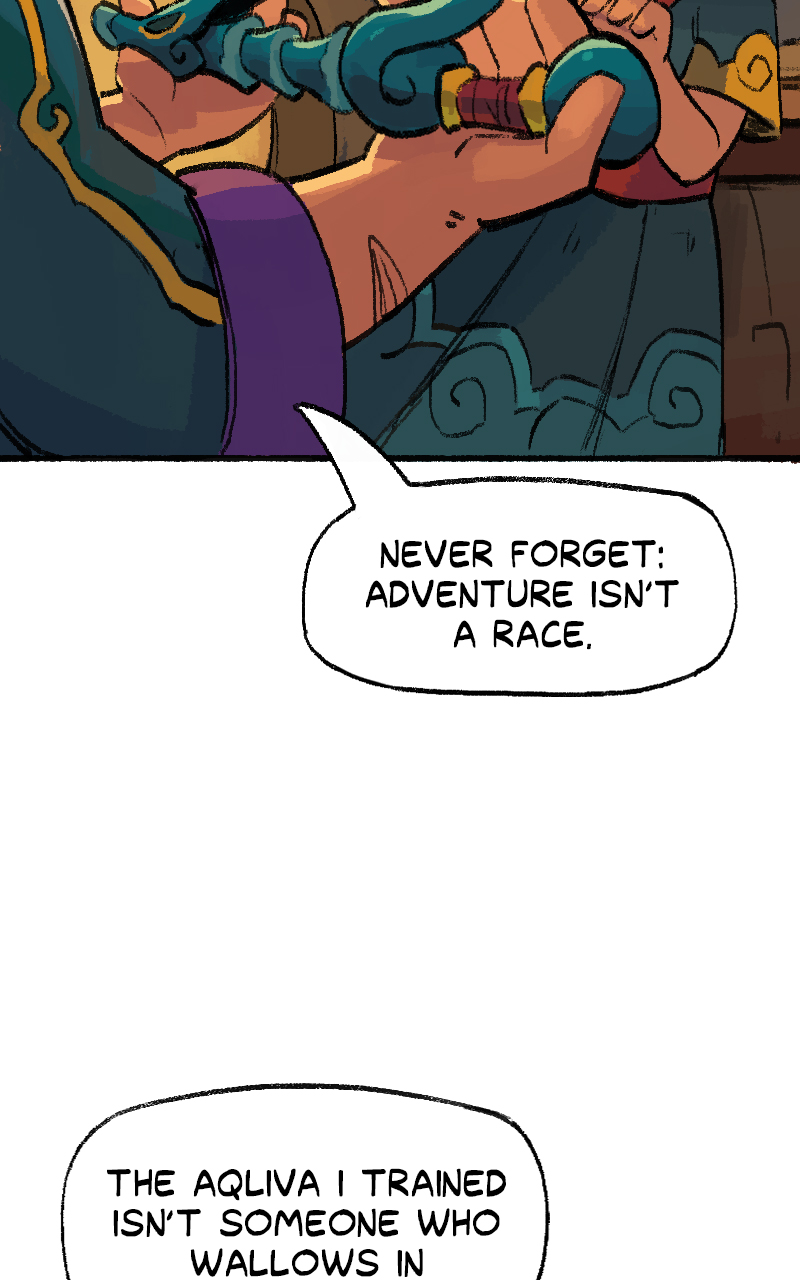 NEVER FORGET:
ADVENTURE ISN'T
A RACE.
THE AQLIVA I TRAINED
ISN'T SOMEONE WHO
WALLOWS IN